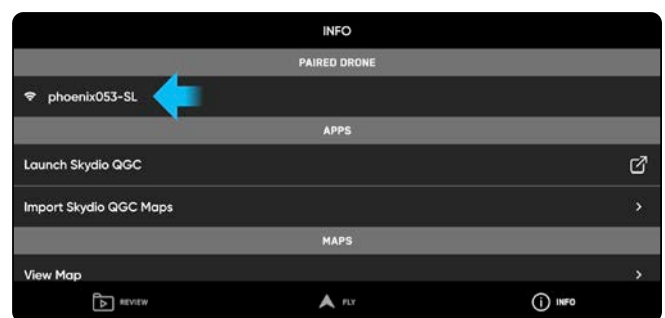 INFO
PAIRED DRONE
phoenix053-SL
APPS
Launch Skydio QGC
Import Skydio QGC Maps
MAPS
View Map
REVIEW FLY INFO